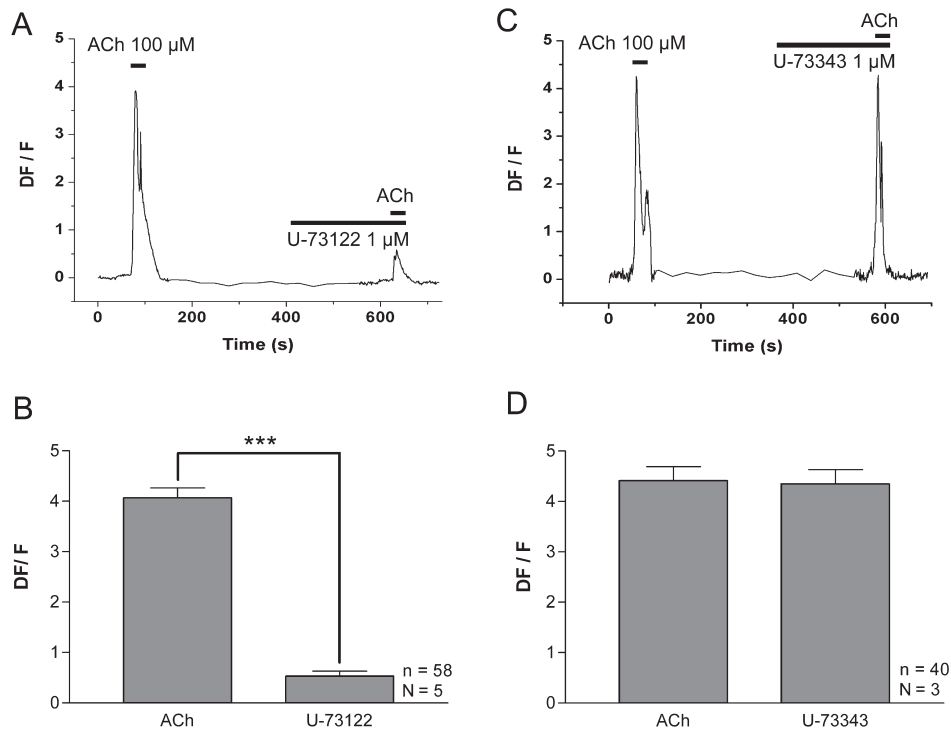 A
ACh 100 µM
ACh
U-73122 1 µM
5
4
3
2
1
0
DF / F
0 200 400 600
Time (s)
C
ACh 100 µM
ACh
U-73343 1 µM
5
4
3
2
1
0
DF / F
0 200 400 600
Time (s)
B
***
5
4
3
2
1
0
DF/ F
n = 58
N = 5
ACh U-73122
D
5
4
3
2
1
0
DF / F
n = 40
N = 3
ACh U-73343